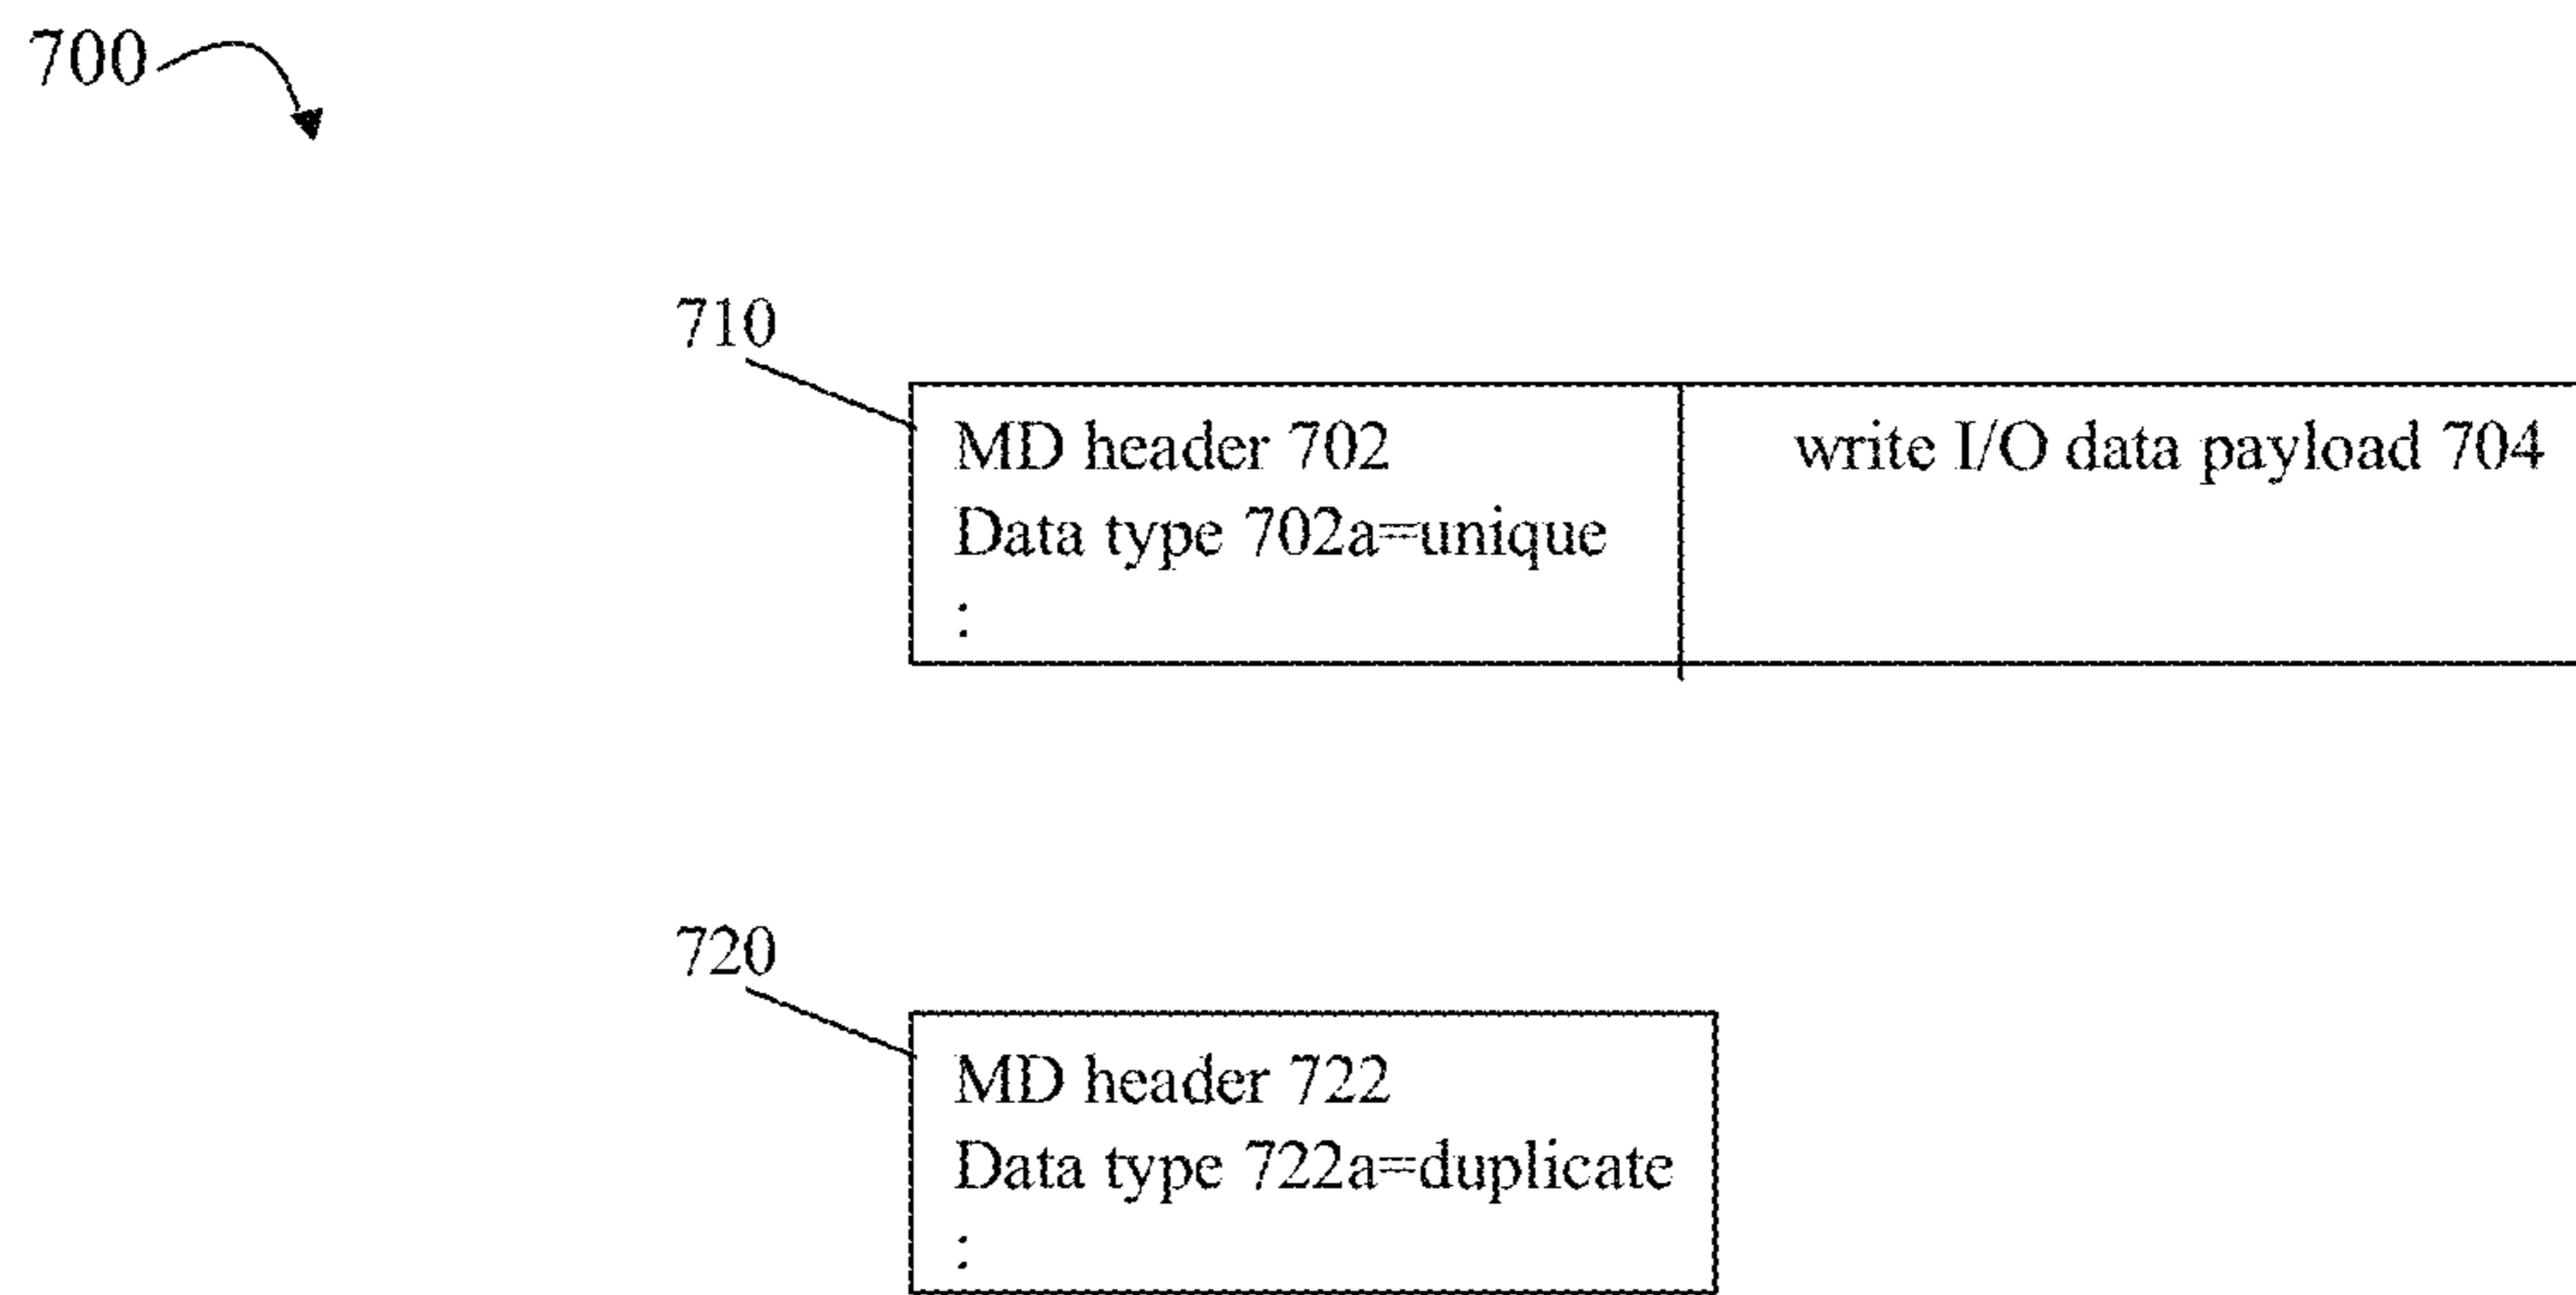 700
710
MD header 702
Data type 702a=unique
:
write I/O data payload 704
720
MD header 722
Data type 722a=duplicate
: